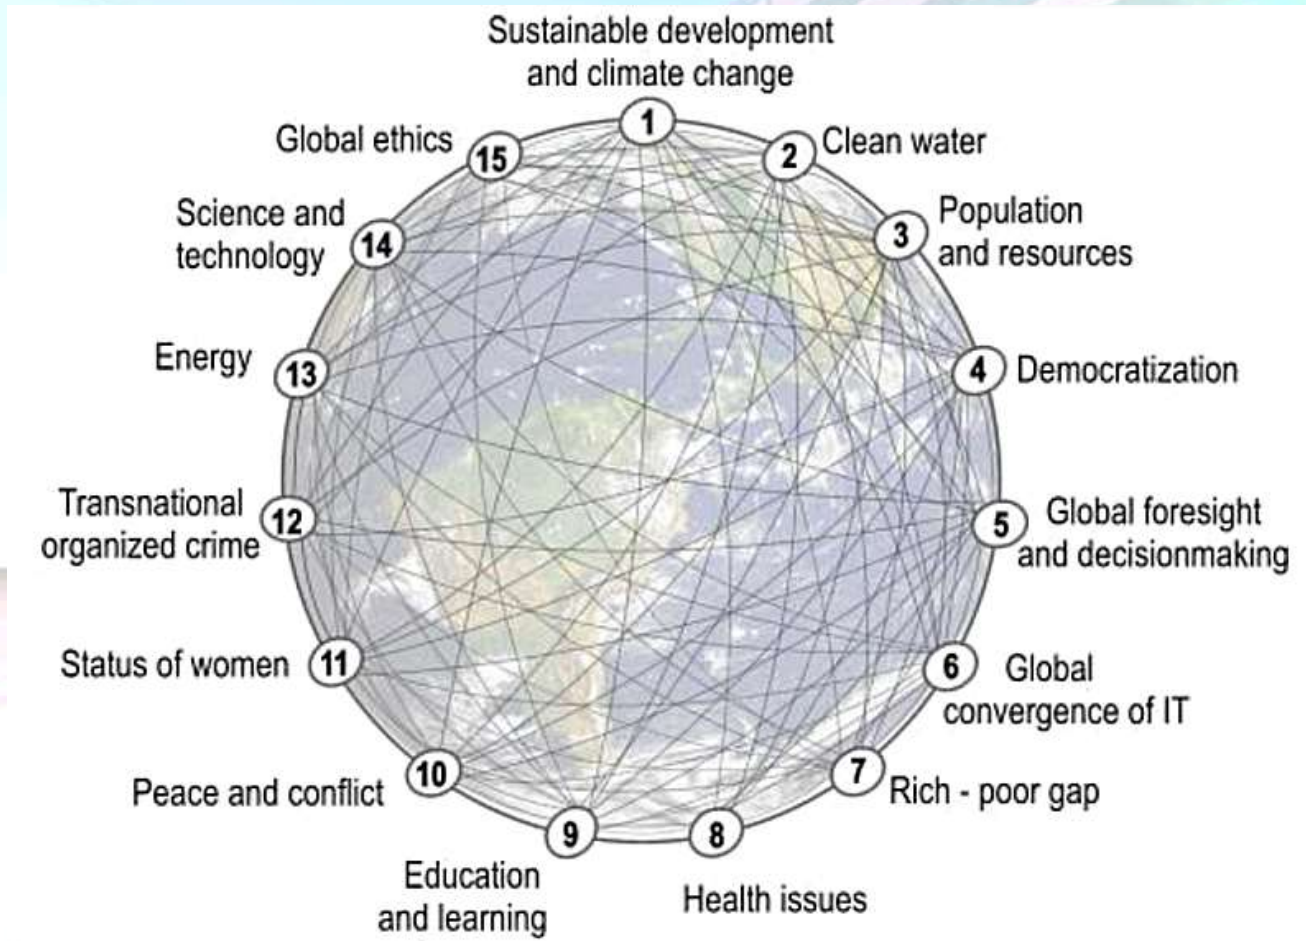 Sustainable development
and climate change
1
Clean water
2
Population
and resources
3
Democratization
4
Global foresight
and decisionmaking
5
Global
convergence of IT
6
Rich - poor gap
7
Health issues
8
Education
and learning
9
Peace and conflict
10
Status of women
11
Transnational
organized crime
12
Energy
13
Science and
technology
14
Global ethics
15